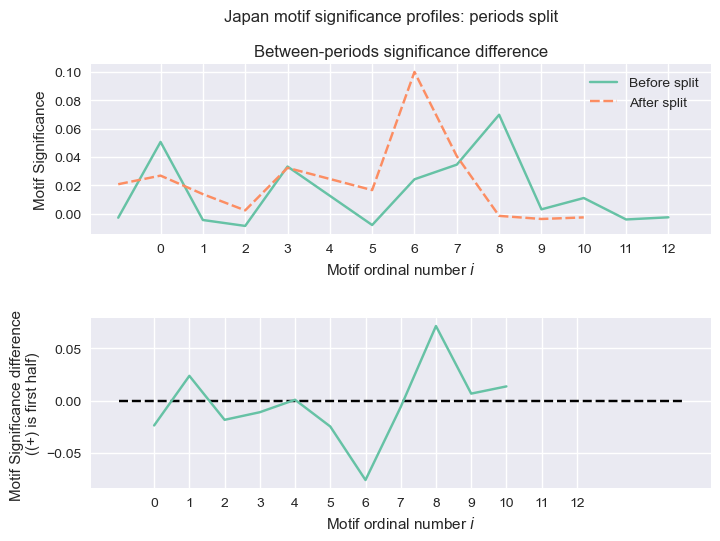 Japan motif significance profiles: periods split
Between-periods significance difference
Motif Significance
0.10
0.08
0.06
0.04
0.02
0.00
Before split
After split
0 1 2 3 4 5 6 7 8 9 10 11 12
Motif ordinal number i
Motif Significance difference
((+) is first half)
0.05
0.00
−0.05
0 1 2 3 4 5 6 7 8 9 10 11 12
Motif ordinal number i